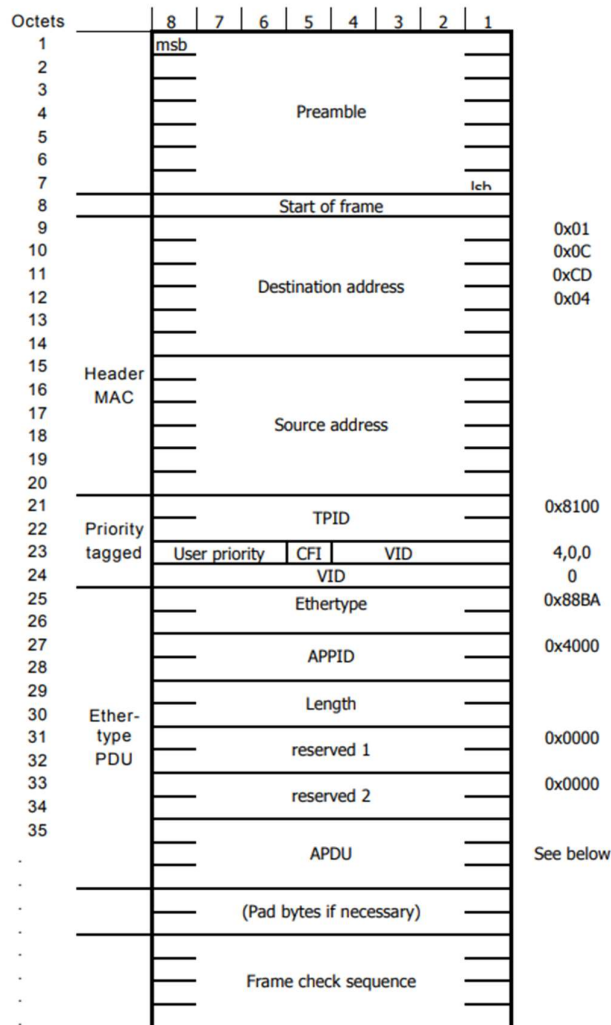 Octets 8 7 6 5 4 3 2 1
1 msb
2
3
4 Preamble
5
6
7 lsb
8 Start of frame
9 0x01
10 0x0C
11 Destination address 0xCD
12 0x04
13
14
15 Header
16 MAC
17 Source address
18
19
20
21 TPID 0x8100
22 Priority
23 tagged User priority CFI VID 4,0,0
24 VID 0
25 Ethertype 0x88BA
26
27 APPID 0x4000
28
29 Length
30 Ether-
31 type reserved 1 0x0000
32 PDU
33 reserved 2 0x0000
34
35
. APDU See below
.
. (Pad bytes if necessary)
.
. Frame check sequence
.
.